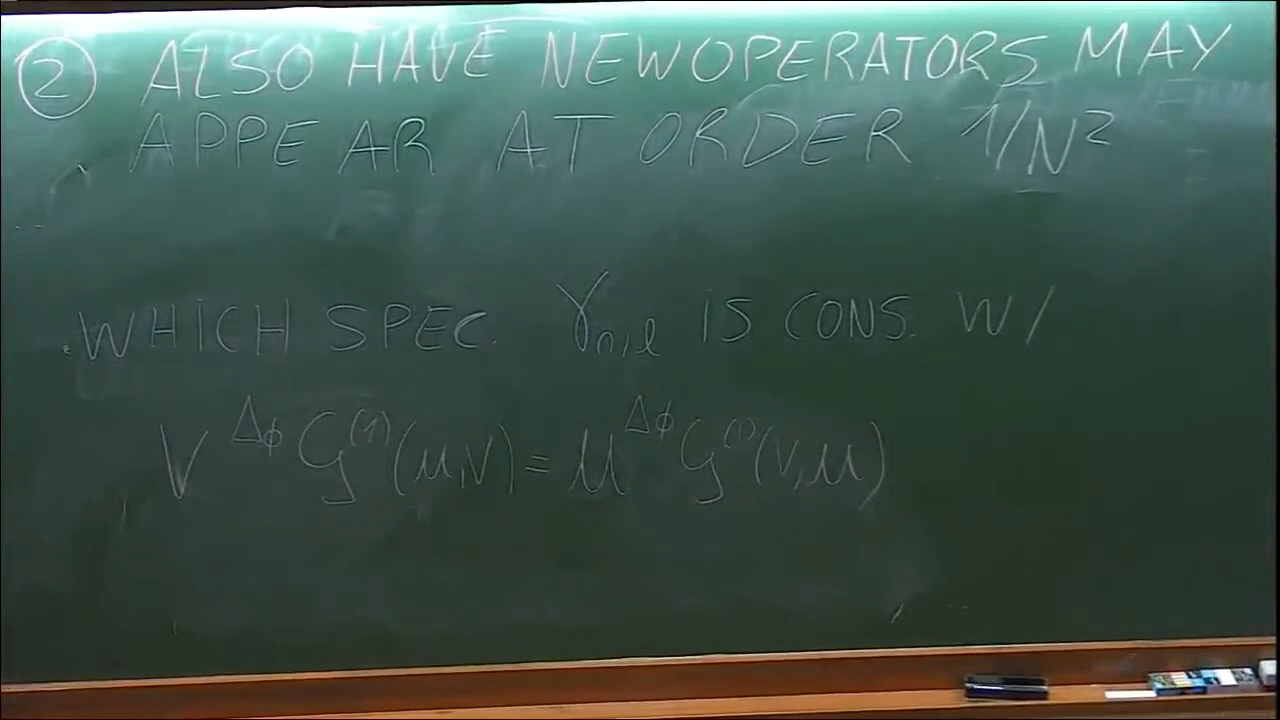 ② ALSO HAVE NEW OPERATORS MAY
APPEAR AT ORDER 1/N²
WHICH SPEC. γn,ℓ IS CONS. W/
V^Δϕ G^(1)(u,v) = u^Δϕ G^(1)(v,u)